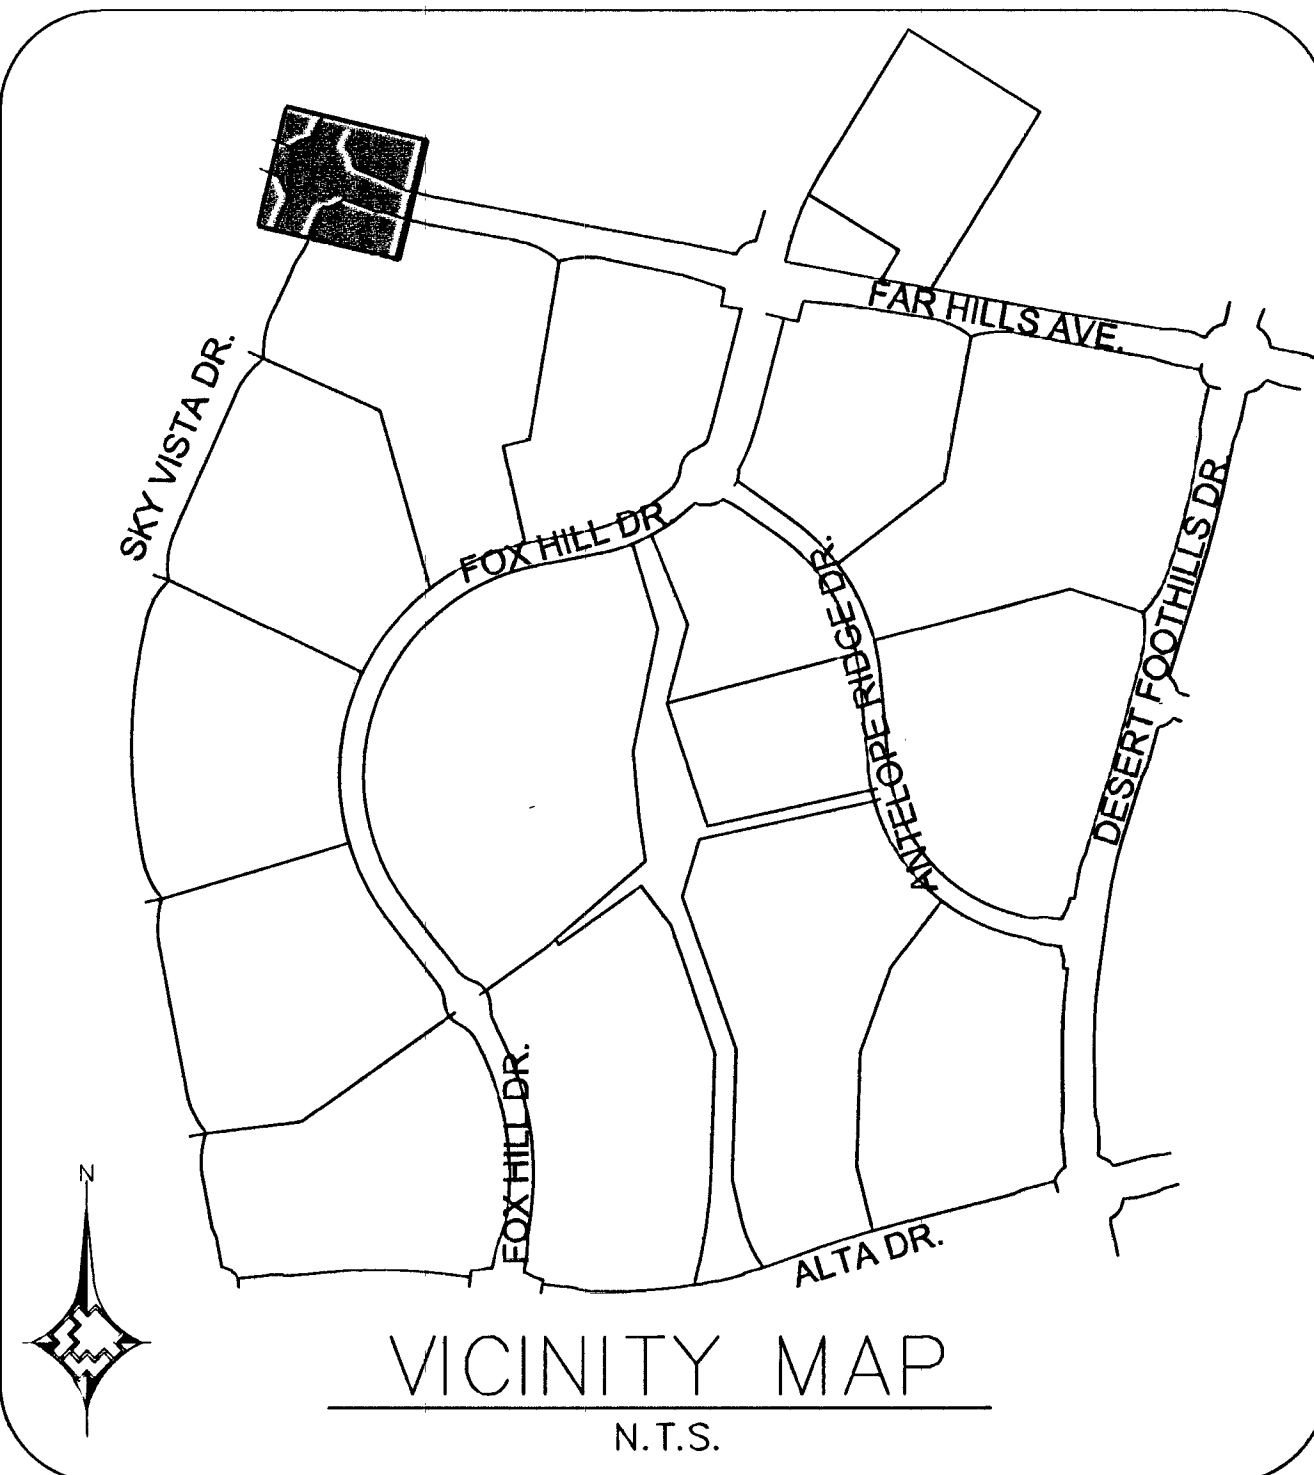 FAR HILLS AVE.
SKY VISTA DR.
FOX HILL DR.
DESERT FOOTHILLS DR.
ANTELOPE RIDGE DR.
FOX HILL DR.
ALTA DR.
N
VICINITY MAP
N.T.S.